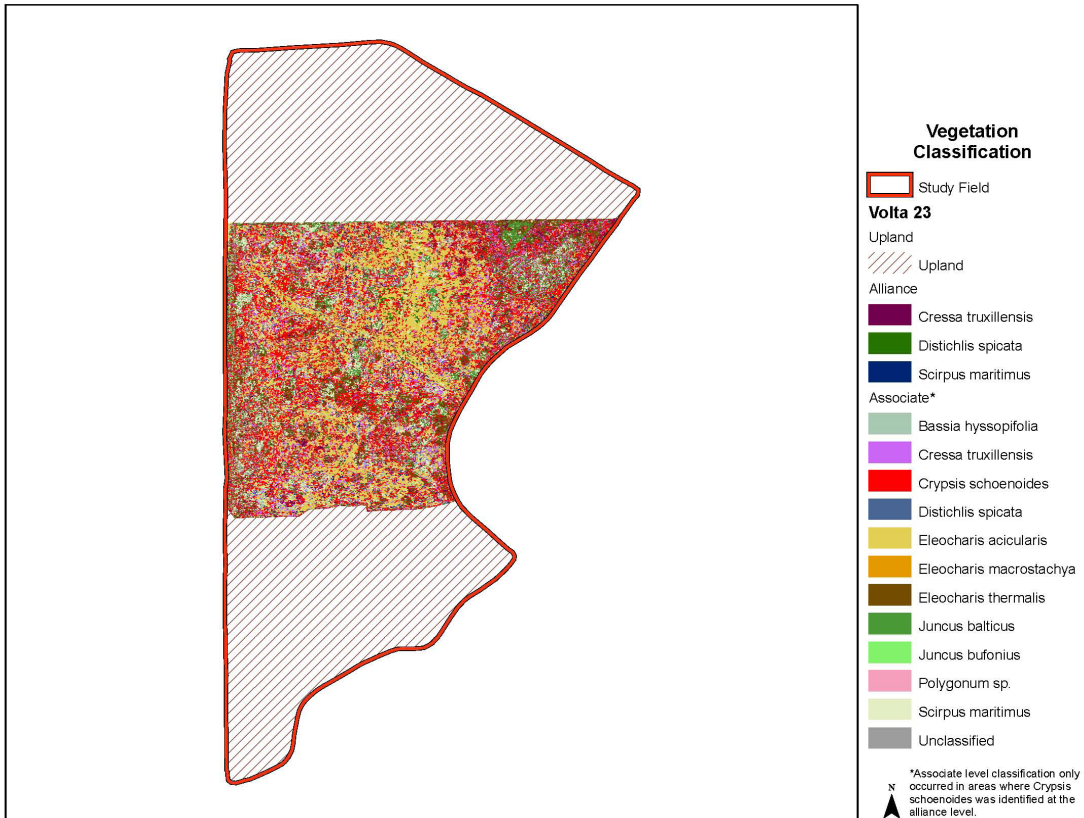 Vegetation
Classification
Study Field
Volta 23
Upland
Upland
Alliance
Cressa truxillensis
Distichlis spicata
Scirpus maritimus
Associate*
Bassia hyssopifolia
Cressa truxillensis
Crypsis schoenoides
Distichlis spicata
Eleocharis acicularis
Eleocharis macrostachya
Eleocharis thermalis
Juncus balticus
Juncus bufonius
Polygonum sp.
Scirpus maritimus
Unclassified
*Associate level classification only
occurred in areas where Crypsis
schoenoides was identified at the
alliance level.
N